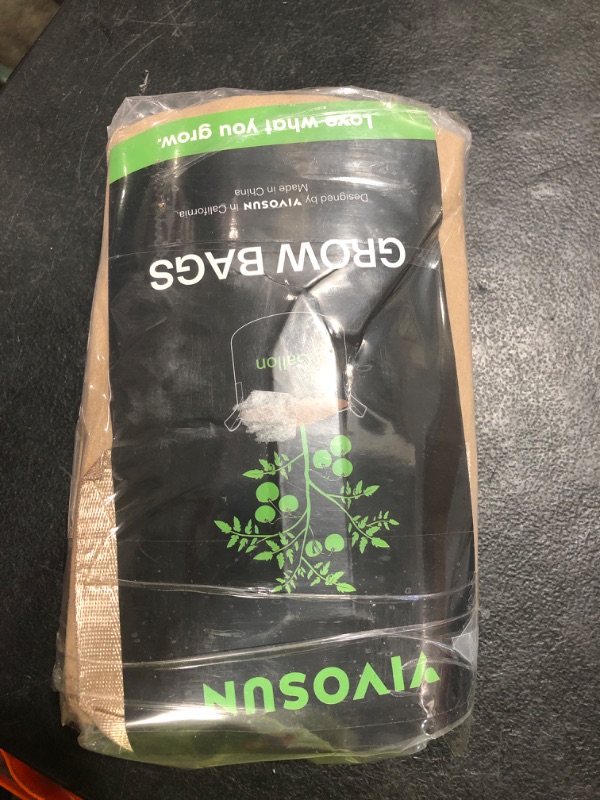 VIVOSUN
Gallon
GROW BAGS
Designed by VIVOSUN in California.
Made in China
Love what you grow.